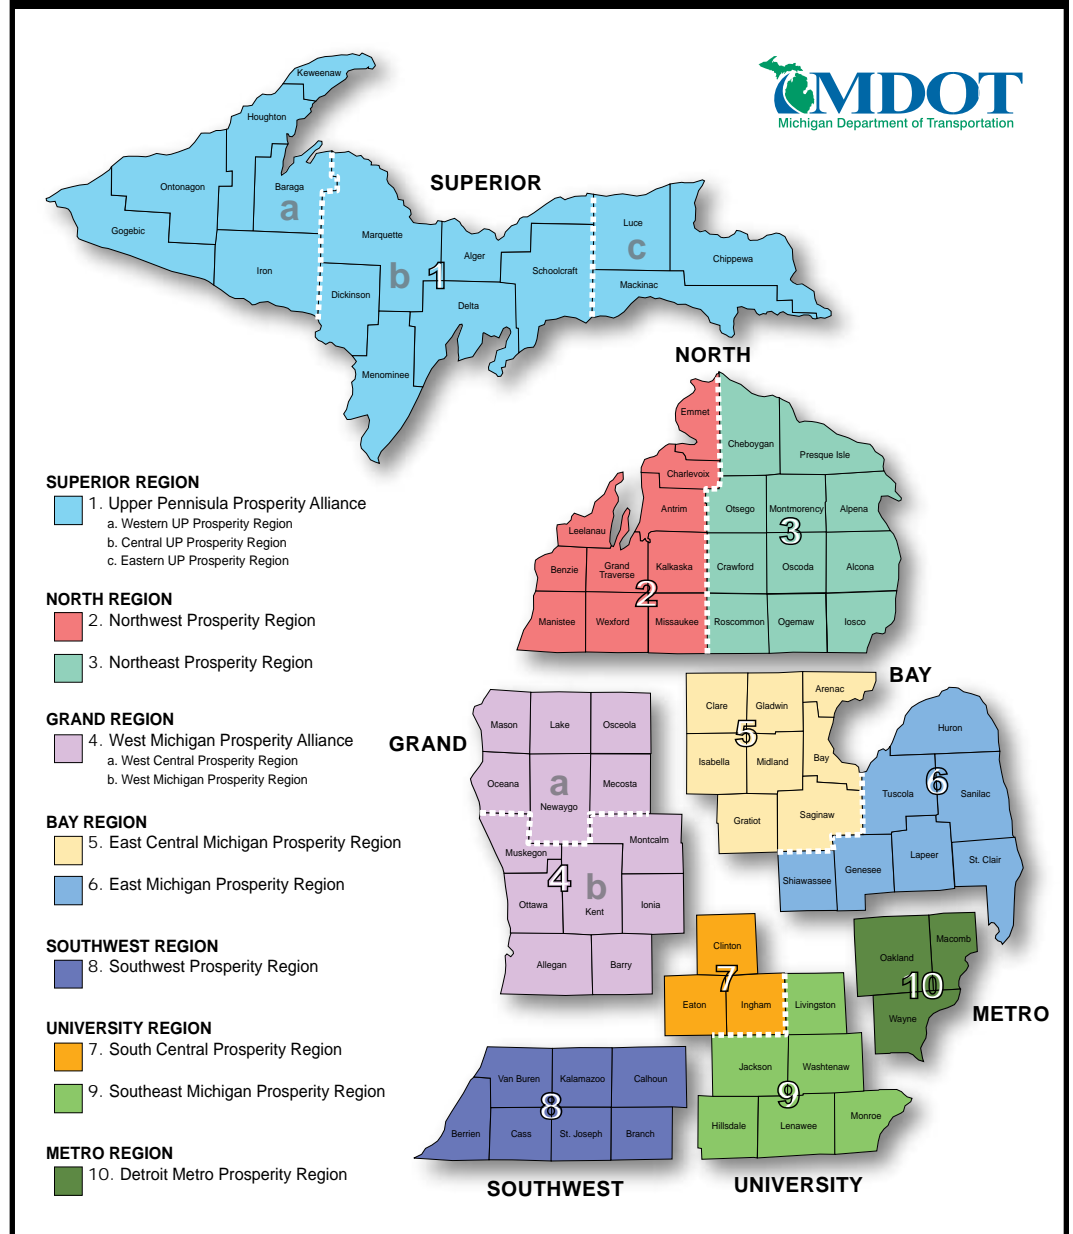 MDOT
Michigan Department of Transportation
Keweenaw
Houghton
Ontonagon
Baraga
a
Gogebic
Iron
SUPERIOR
Marquette
b
1
Alger
Dickinson
Delta
Schoolcraft
Menominee
Luce
c
Chippewa
Mackinac
NORTH
Emmet
Cheboygan
Presque Isle
Charlevoix
Antrim
Otsego
Montmorency
Alpena
3
Leelanau
Benzie
Grand
Traverse
Kalkaska
Crawford
Oscoda
Alcona
2
Manistee
Wexford
Missaukee
Roscommon
Ogemaw
Iosco
SUPERIOR REGION
1. Upper Pennisula Prosperity Alliance
a. Western UP Prosperity Region
b. Central UP Prosperity Region
c. Eastern UP Prosperity Region
NORTH REGION
2. Northwest Prosperity Region
3. Northeast Prosperity Region
GRAND REGION
4. West Michigan Prosperity Alliance
a. West Central Prosperity Region
b. West Michigan Prosperity Region
BAY REGION
5. East Central Michigan Prosperity Region
6. East Michigan Prosperity Region
SOUTHWEST REGION
8. Southwest Prosperity Region
UNIVERSITY REGION
7. South Central Prosperity Region
9. Southeast Michigan Prosperity Region
METRO REGION
10. Detroit Metro Prosperity Region
GRAND
Mason
Lake
Osceola
Oceana
a
Newaygo
Mecosta
Muskegon
Montcalm
4
b
Ottawa
Kent
Ionia
Allegan
Barry
BAY
Clare
Gladwin
Arenac
5
Isabella
Midland
Bay
Gratiot
Saginaw
Huron
6
Tuscola
Sanilac
Shiawassee
Genesee
Lapeer
St. Clair
Clinton
7
Eaton
Ingham
Livingston
Jackson
Washtenaw
9
Hillsdale
Lenawee
Monroe
UNIVERSITY
Oakland
Macomb
10
Wayne
METRO
Van Buren
Kalamazoo
Calhoun
8
Berrien
Cass
St. Joseph
Branch
SOUTHWEST